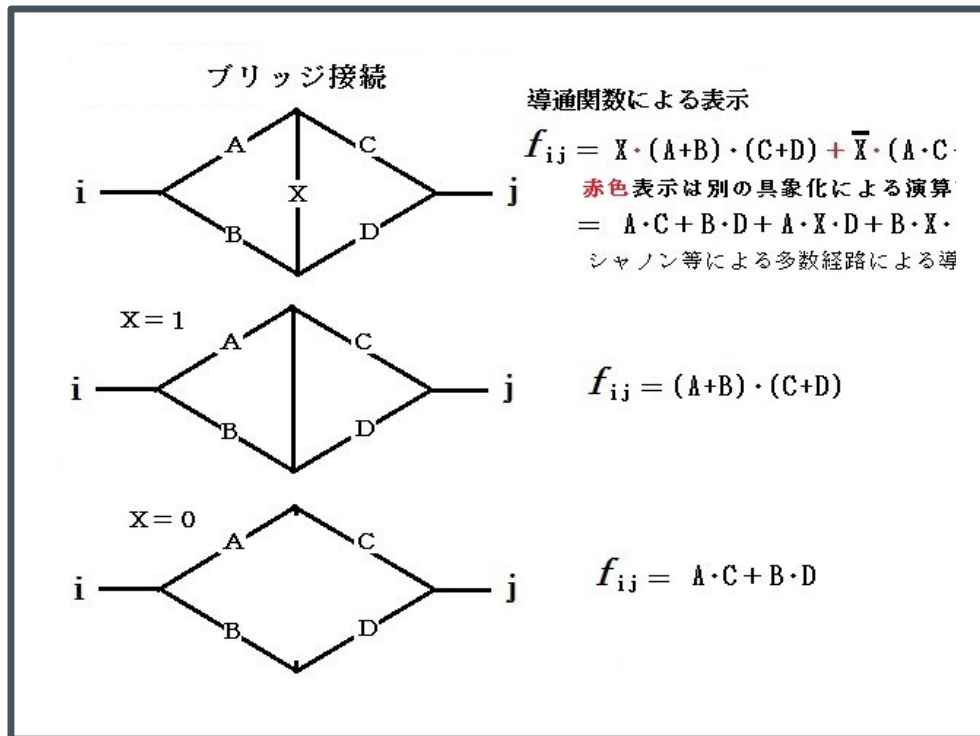 ブリッジ接続
導通関数による表示
A C
i X j
B D
fij = X・(A+B)・(C+D) + X̅・(A・C
赤色表示は別の具象化による演算
= A・C + B・D + A・X・D + B・X・
シャノン等による多数経路による導
X = 1
A C
i j
B D
fij = (A+B)・(C+D)
X = 0
A C
i j
B D
fij = A・C + B・D